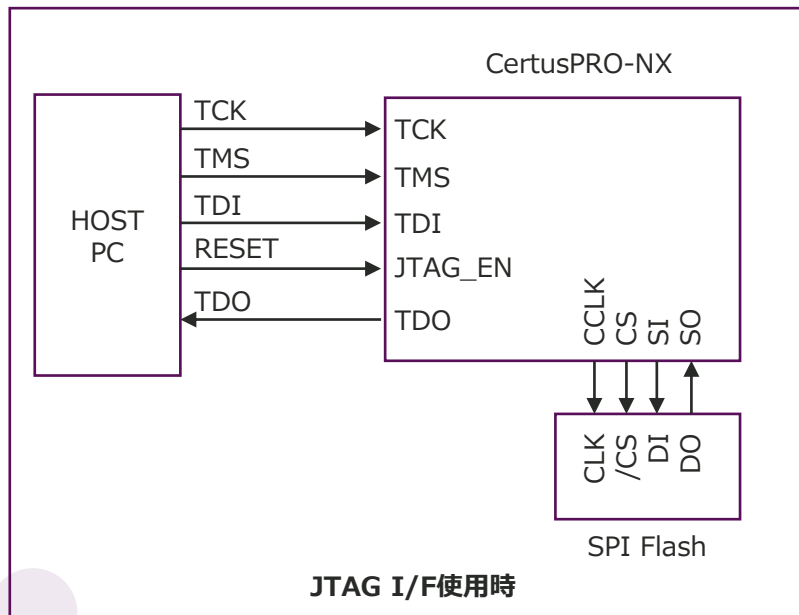 CertusPRO-NX
HOST
PC
TCK
TMS
TDI
RESET
TDO
TCK
TMS
TDI
JTAG_EN
TDO
CCLK
CS
SI
SO
CLK
/CS
DI
DO
SPI Flash
JTAG I/F使用時